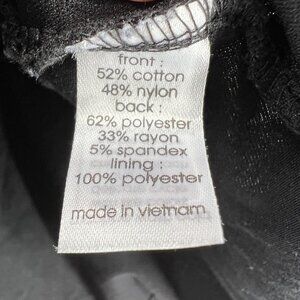 front :
52% cotton
48% nylon
back :
62% polyester
33% rayon
5% spandex
lining :
100% polyester
made in vietnam